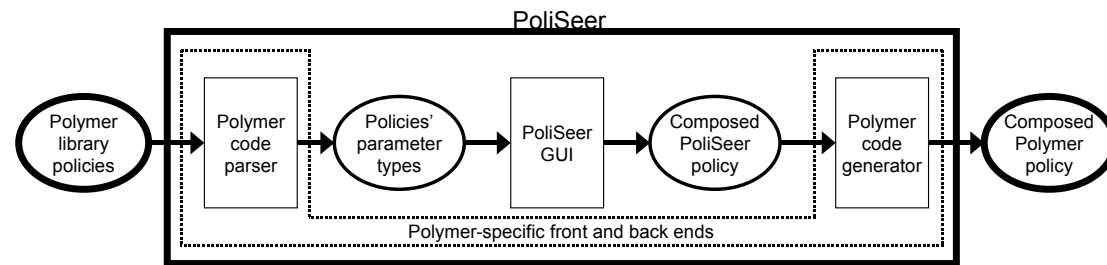 PoliSeer
Polymer
library
policies
Polymer
code
parser
Policies'
parameter
types
PoliSeer
GUI
Composed
PoliSeer
policy
Polymer
code
generator
Composed
Polymer
policy
Polymer-specific front and back ends